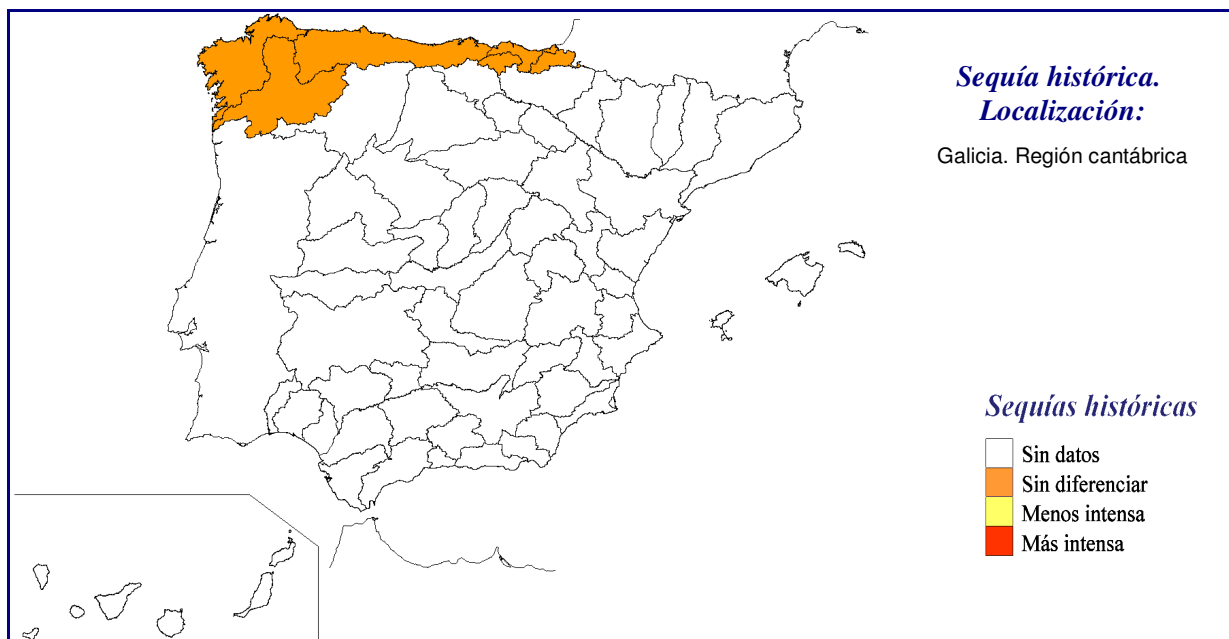 Sequía histórica.
Localización:
Galicia. Región cantábrica
Sequías históricas
Sin datos
Sin diferenciar
Menos intensa
Más intensa